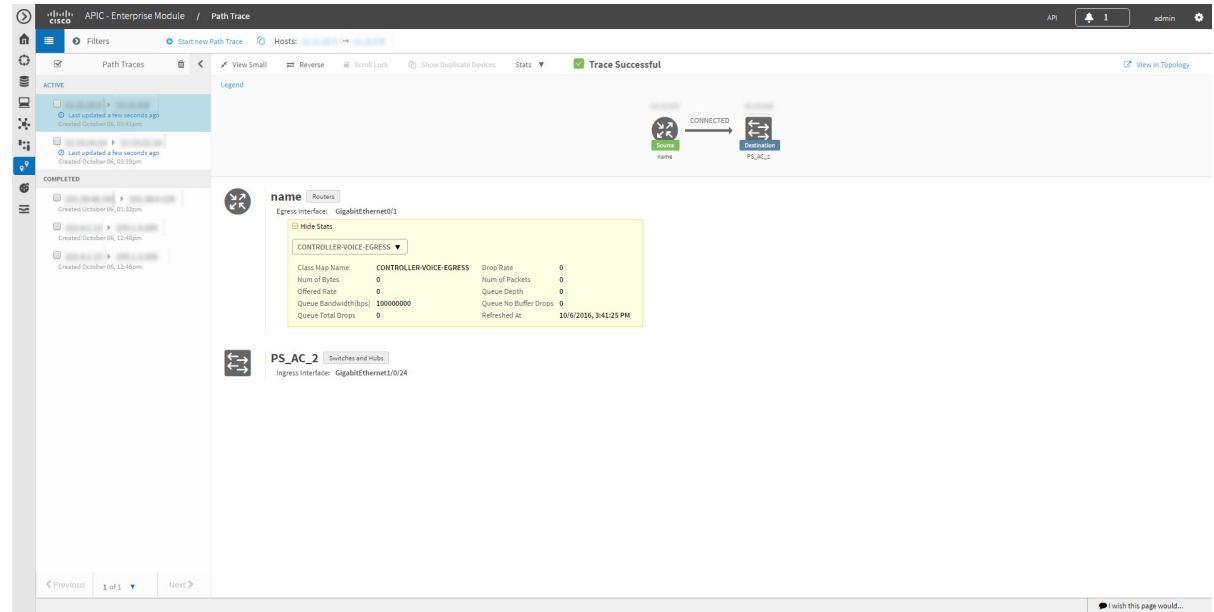 cisco APIC - Enterprise Module / Path Trace API 1 admin
Filters Start new Path Trace Hosts:
Path Traces View Small Reverse Scroll Lock Show Duplicate Devices Stats ▼ Trace Successful View in Topology
ACTIVE
Last updated a few seconds ago
Created October 06, 03:41pm
Last updated a few seconds ago
Created October 06, 03:39pm
COMPLETED
Created October 06, 01:32pm
Created October 06, 12:48pm
Created October 06, 12:46pm
Previous 1 of 1 ▼ Next
Legend
CONNECTED
Source Destination
name PS_AC_2
name Routers
Egress Interface: GigabitEthernet0/1
Hide Stats
CONTROLLER-VOICE-EGRESS ▼
Class Map Name CONTROLLER-VOICE-EGRESS Drop Rate 0
Num of Bytes 0 Num of Packets 0
Offered Rate 0 Queue Depth 0
Queue Bandwidth(bps) 100000000 Queue No Buffer Drops 0
Queue Total Drops 0 Refreshed At 10/6/2016, 3:41:25 PM
PS_AC_2 Switches and Hubs
Ingress Interface: GigabitEthernet1/0/24
I wish this page would...